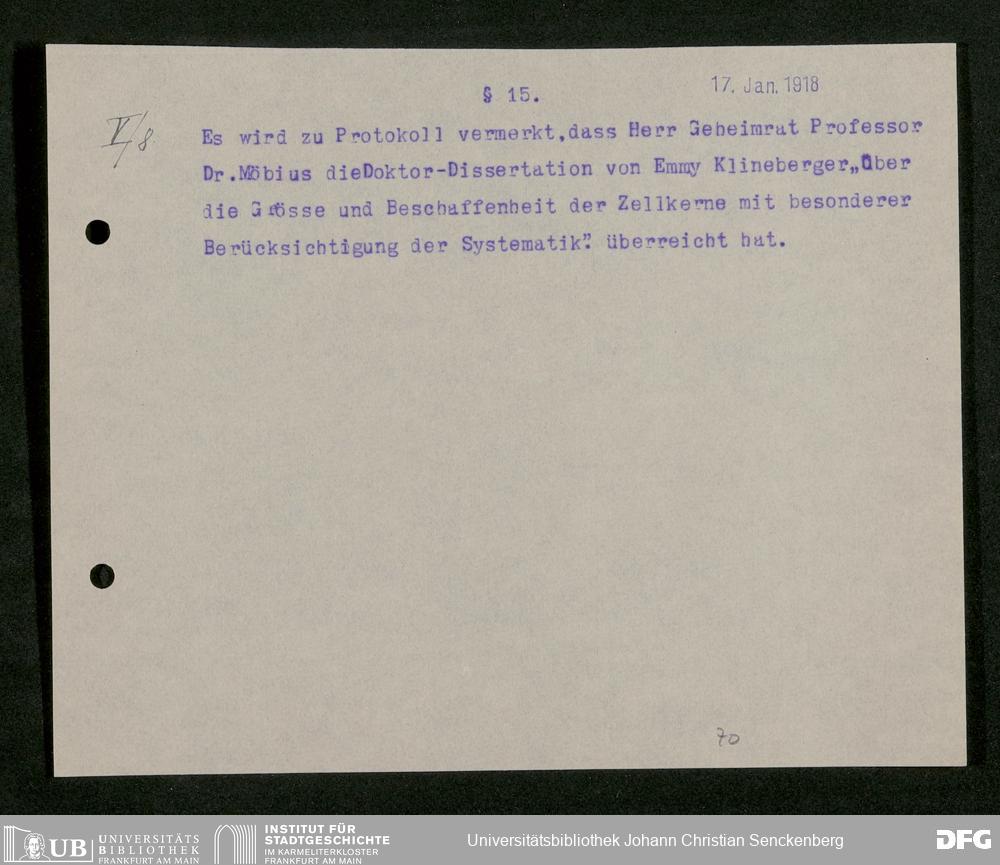 17. Jan. 1918
§ 15.
V/8
Es wird zu Protokoll vermerkt,dass Herr Geheimrat Professor
Dr.Möbius dieDoktor-Dissertation von Emmy Klineberger„Über
die Grösse und Beschaffenheit der Zellkerne mit besonderer
Berücksichtigung der Systematik". überreicht hat.
70
UB UNIVERSITÄTS
BIBLIOTHEK
FRANKFURT AM MAIN
INSTITUT FÜR
STADTGESCHICHTE
IM KARMELITERKLOSTER
FRANKFURT AM MAIN
Universitätsbibliothek Johann Christian Senckenberg
DFG